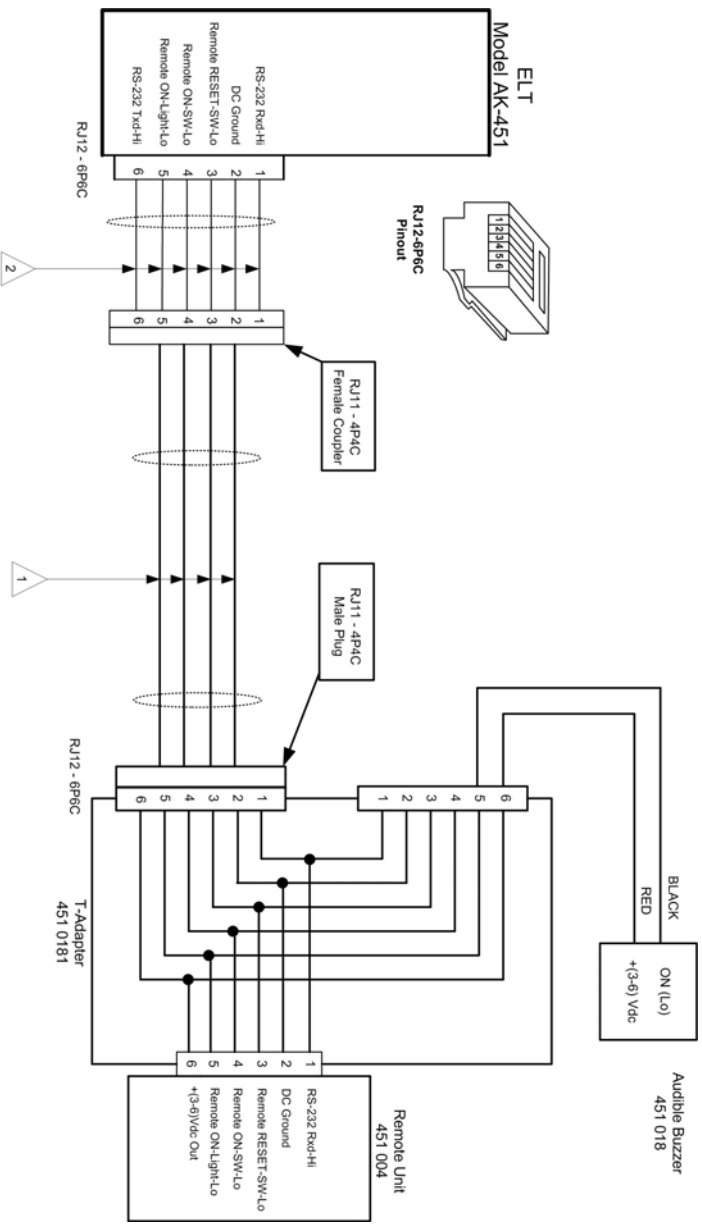 ELT
Model AK-451
RS-232 Rxd-Hi
DC Ground
Remote RESET-SW-Lo
Remote ON-SW-Lo
Remote ON-Light-Lo
RS-232 Txd-Hi
1
2
3
4
5
6
RJ12 - 6P6C
1 2 3 4 5 6
RJ12-6P6C
Pinout
2
1
2
3
4
5
6
RJ11 - 4P4C
Female Coupler
1
RJ11 - 4P4C
Male Plug
RJ12 - 6P6C
1
2
3
4
5
6
1
2
3
4
5
6
T-Adapter
451 0181
BLACK
RED
ON (Lo)
+(3-6) Vdc
Audible Buzzer
451 018
1
2
3
4
5
6
RS-232 Rxd-Hi
DC Ground
Remote RESET-SW-Lo
Remote ON-SW-Lo
Remote ON-Light-Lo
+(3-6)Vdc Out
Remote Unit
451 004